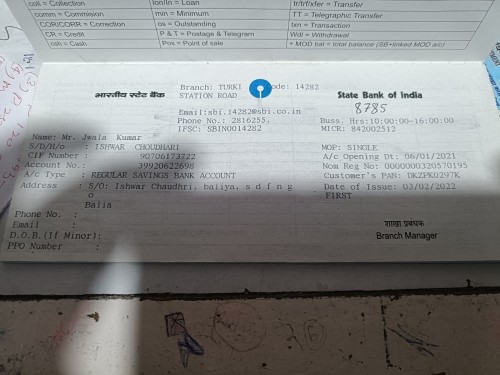 coll = Collection
lon/ln = Loan
tr/trf/xfer = Transfer
comm = Commission
min = Minimum
TT = Telegraphic Transfer
COR/CORR = Correction
os = Outstanding
txn = Transaction
CR = Credit
P & T = Postage & Telegram
Wdl = Withdrawal
csh = Cash
Pos = Point of sale
+ MOD bal = total balance (SB+linked MOD a/c)
भारतीय स्टेट बैंक
Branch: TURKI Code: 14282
STATION ROAD
State Bank of India
8785
Email:sbi.14282@sbi.co.in
Phone No.: 2816255,
Buss. Hrs:10:00:00-16:00:00
IFSC: SBIN0014282
MICR: 842002512
Name: Mr. Jwala Kumar
S/D/H/o : ISHWAR CHOUDHARI
MOP: SINGLE
CIF Number : 90706173722
A/c Opening Dt: 06/01/2021
Account No.: 39920622698
Nom Reg No: 0000000320570195
A/c Type : REGULAR SAVINGS BANK ACCOUNT
Customer's PAN: DKZPK0297K
Address : S/O: Ishwar Chaudhri, baliya, s d f n g
o
Date of Issue: 03/02/2022
FIRST
Balia
Phone No. :
Email :
D.O.B.(If Minor):
PPO Number :
शाखा प्रबंधक
Branch Manager